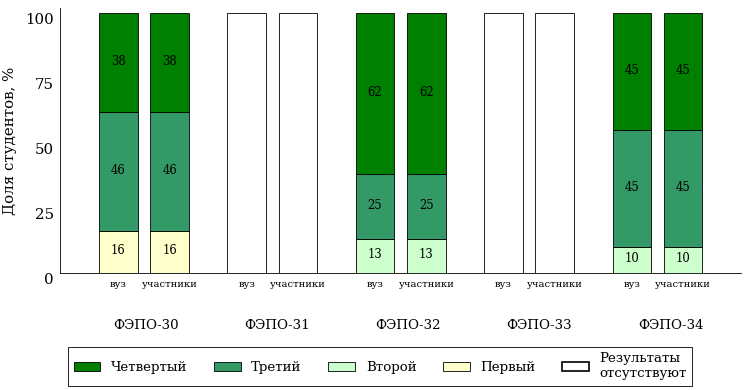 Доля студентов, %
100
75
50
25
0
38 38 62 62 45 45
46 46 25 25 45 45
16 16 13 13 10 10
вуз участники вуз участники вуз участники вуз участники вуз участники
ФЭПО-30 ФЭПО-31 ФЭПО-32 ФЭПО-33 ФЭПО-34
Четвертый Третий Второй Первый Результаты
отсутствуют